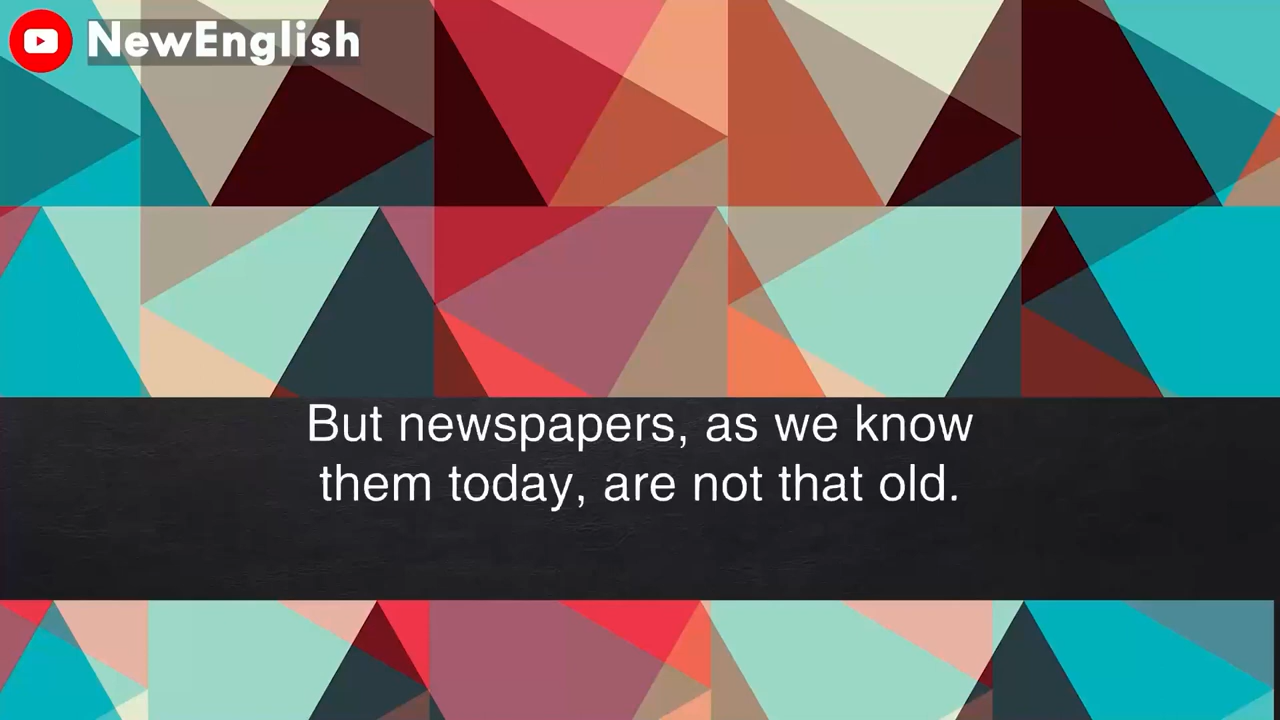 NewEnglish
But newspapers, as we know
them today, are not that old.